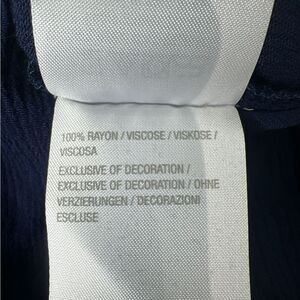 100% RAYON / VISCOSE / VISKOSE /
VISCOSA
EXCLUSIVE OF DECORATION /
EXCLUSIVE OF DECORATION / OHNE
VERZIERUNGEN / DECORAZIONI
ESCLUSE